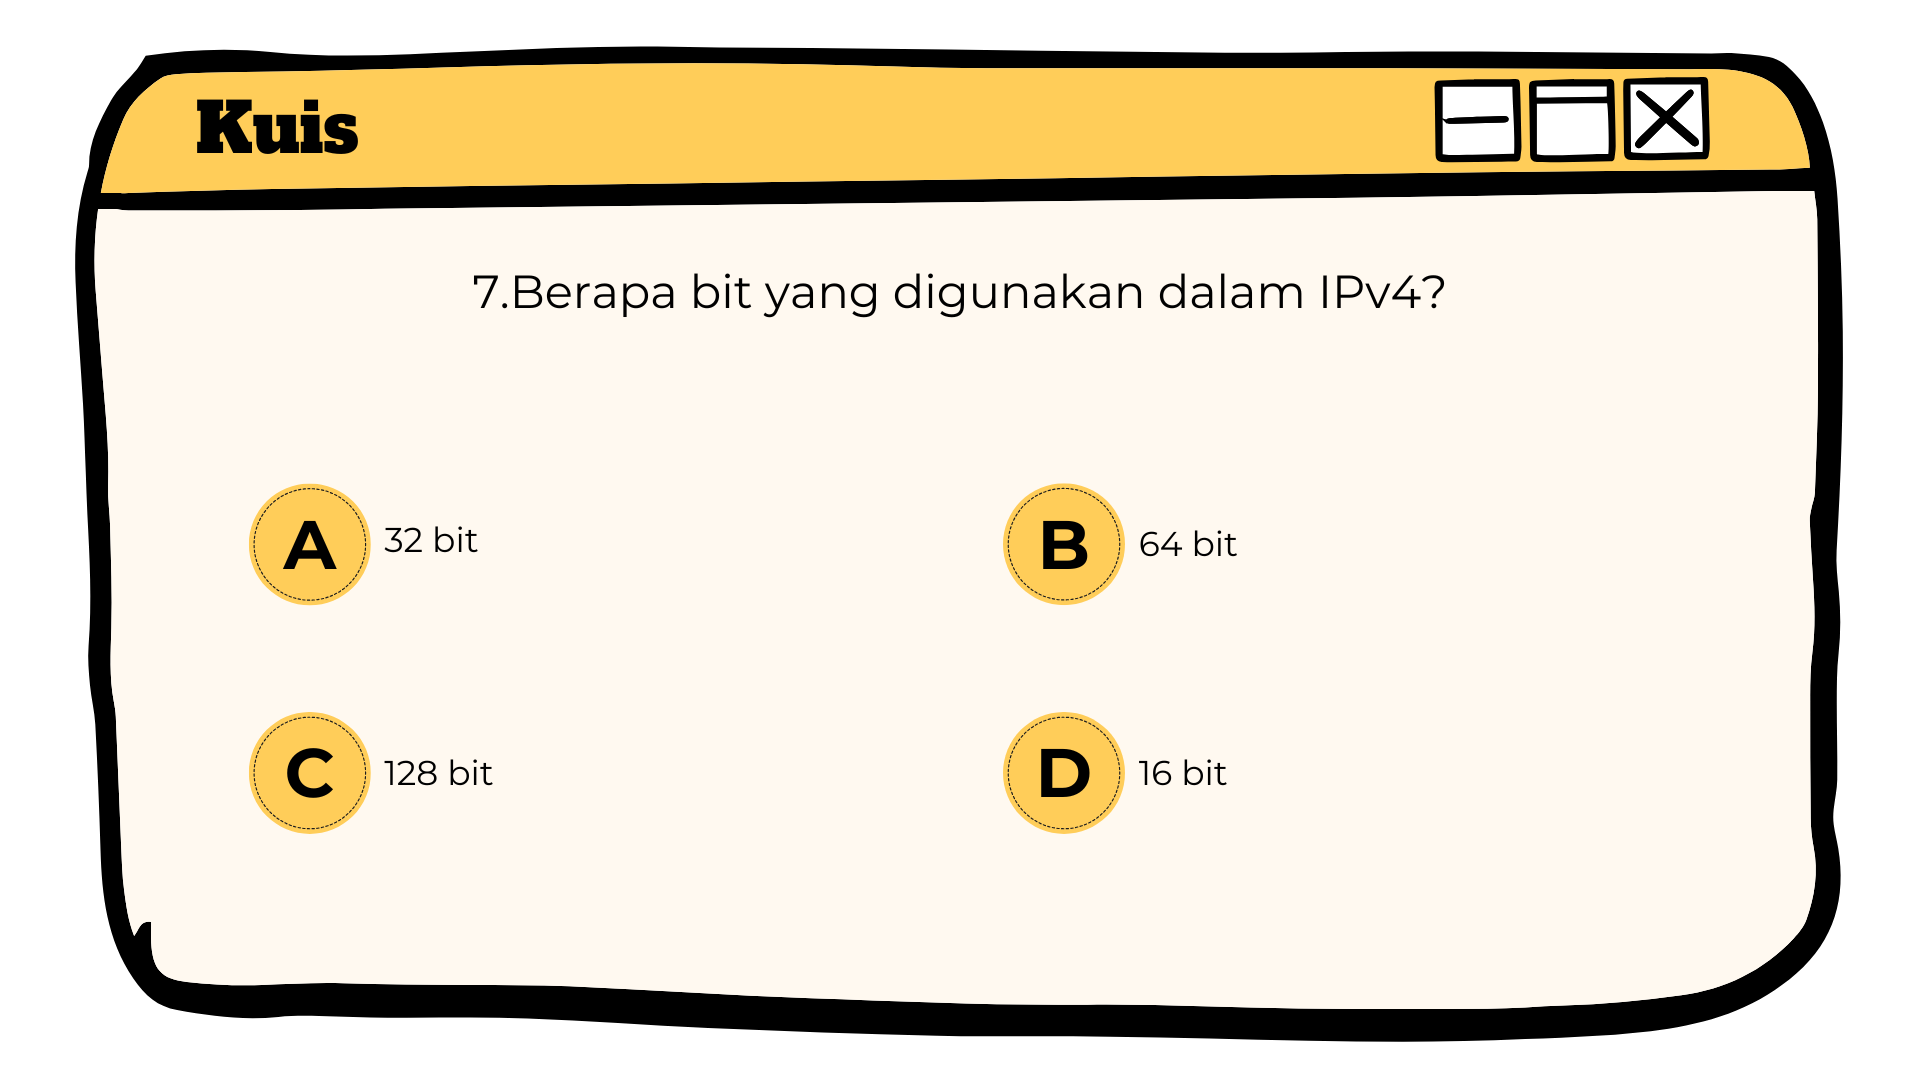 Kuis
7.Berapa bit yang digunakan dalam IPv4?
A 32 bit
B 64 bit
C 128 bit
D 16 bit